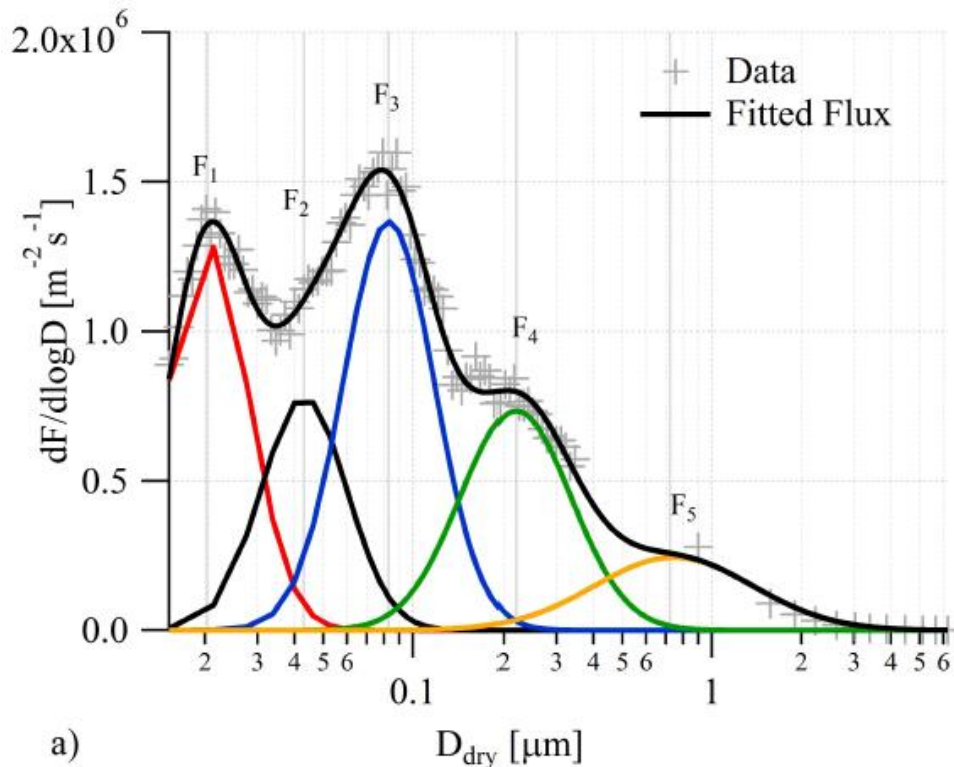 2.0x10⁶
Data
Fitted Flux
F₁
F₂
F₃
F₄
F₅
1.5
1.0
0.5
0.0
dF/dlogD [m⁻² s⁻¹]
2 3 4 5 6 2 3 4 5 6 2 3 4 5 6
0.1 1
a) D_dry [μm]